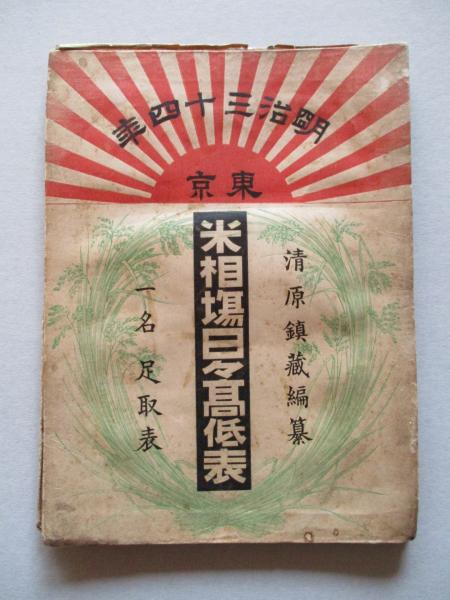 明治三十四年
東京
清原鎮藏編纂
米相塲日々高低表
一名 足取表